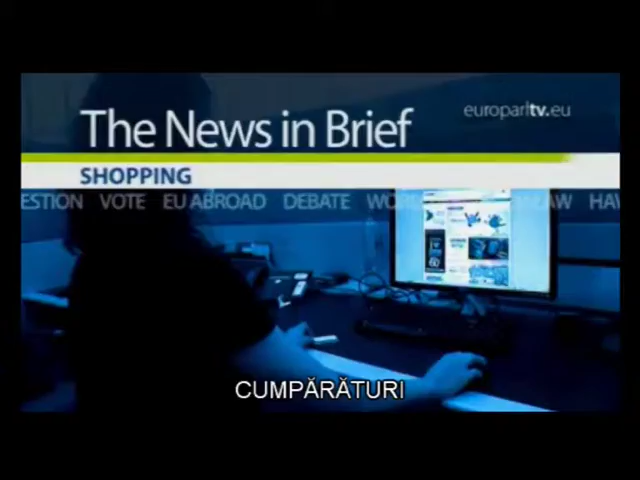 The News in Brief
europarltv.eu
SHOPPING
VOTE EU ABROAD DEBATE
CUMPĂRĂTURI